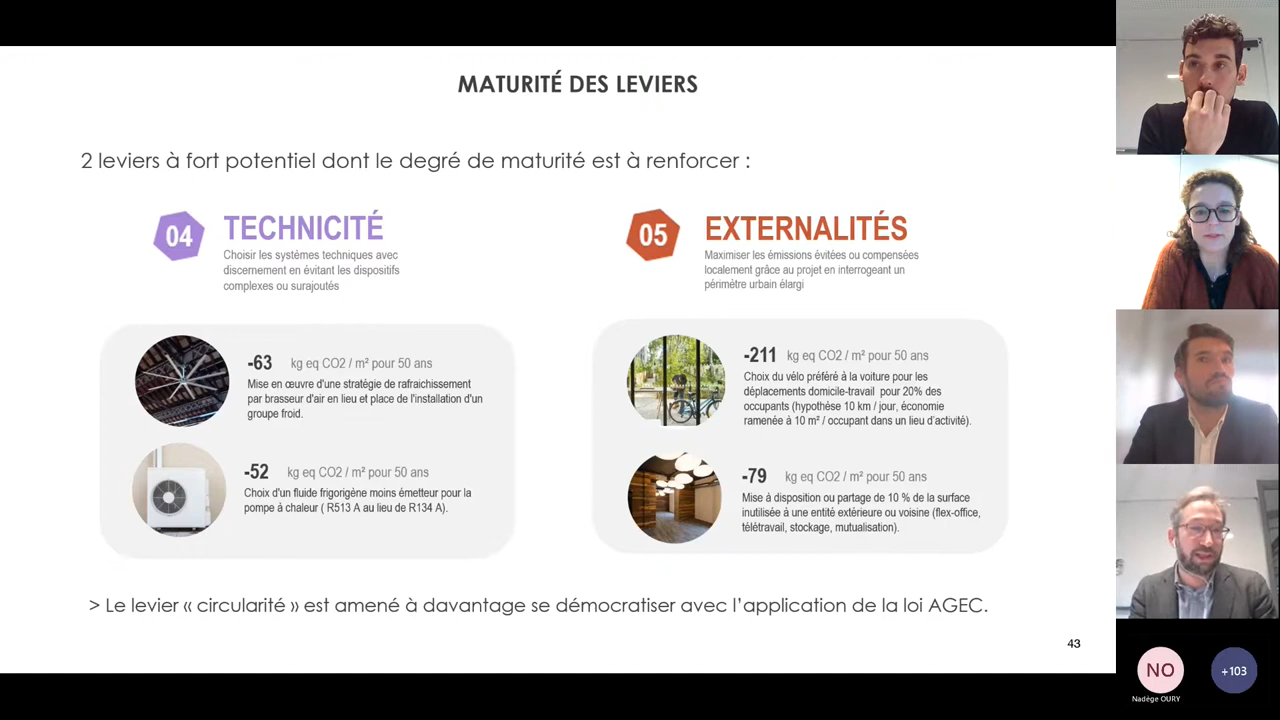 MATURITÉ DES LEVIERS
2 leviers à fort potentiel dont le degré de maturité est à renforcer :
04 TECHNICITÉ
Choisir les systèmes techniques avec
discernement en évitant les dispositifs
complexes ou surajoutés
-63 kg eq CO2 / m² pour 50 ans
Mise en œuvre d'une stratégie de rafraichissement
par brasseur d'air en lieu et place de l'installation d'un
groupe froid.
-52 kg eq CO2 / m² pour 50 ans
Choix d'un fluide frigorigène moins émetteur pour la
pompe à chaleur ( R513 A au lieu de R134 A).
05 EXTERNALITÉS
Maximiser les émissions évitées ou compensées
localement grâce au projet en interrogeant un
périmètre urbain élargi
-211 kg eq CO2 / m² pour 50 ans
Choix du vélo préféré à la voiture pour les
déplacements domicile-travail pour 20% des
occupants (hypothèse 10 km / jour, économie
ramenée à 10 m² / occupant dans un lieu d'activité).
-79 kg eq CO2 / m² pour 50 ans
Mise à disposition ou partage de 10 % de la surface
inutilisée à une entité extérieure ou voisine (flex-office,
télétravail, stockage, mutualisation).
> Le levier « circularité » est amené à davantage se démocratiser avec l'application de la loi AGEC.
43
NO
Nadège OURY
+103